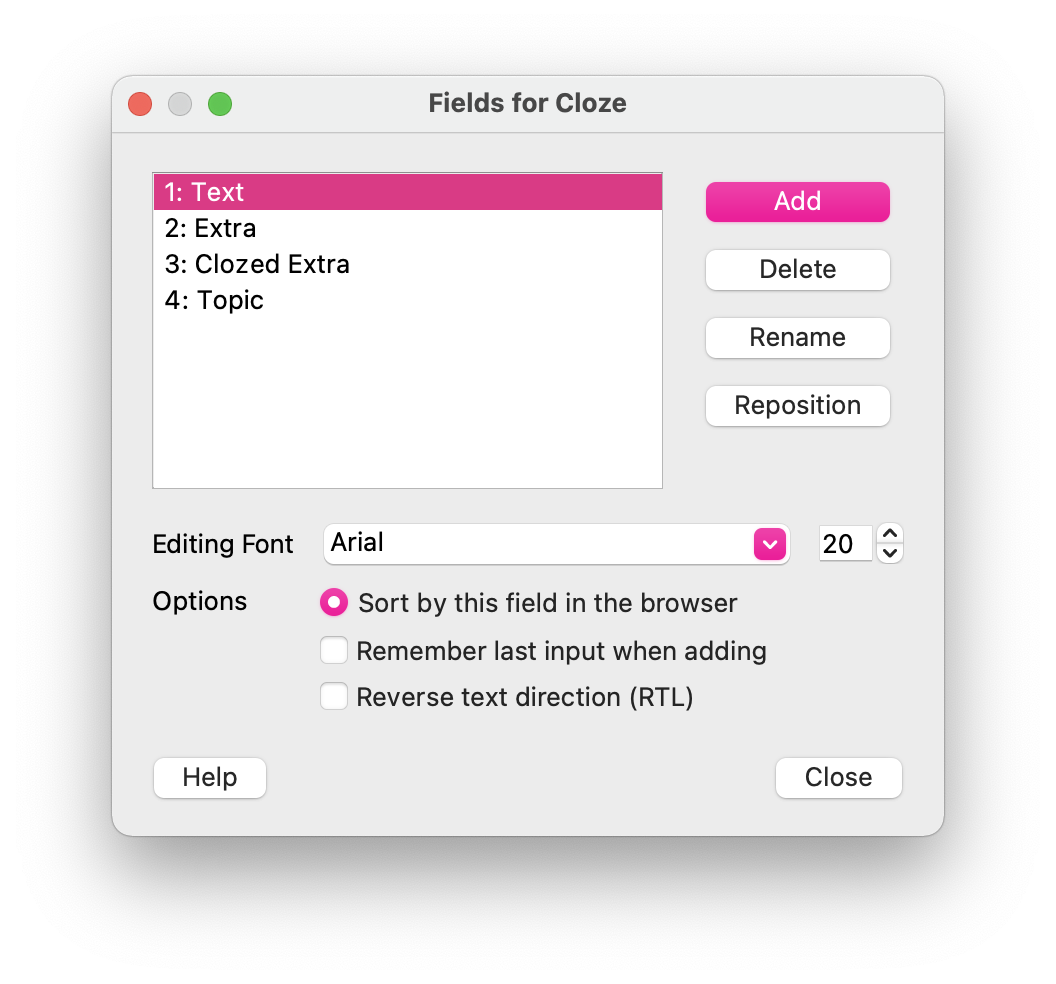 Fields for Cloze
1: Text
2: Extra
3: Clozed Extra
4: Topic
Add
Delete
Rename
Reposition
Editing Font Arial 20
Options Sort by this field in the browser
Remember last input when adding
Reverse text direction (RTL)
Help Close